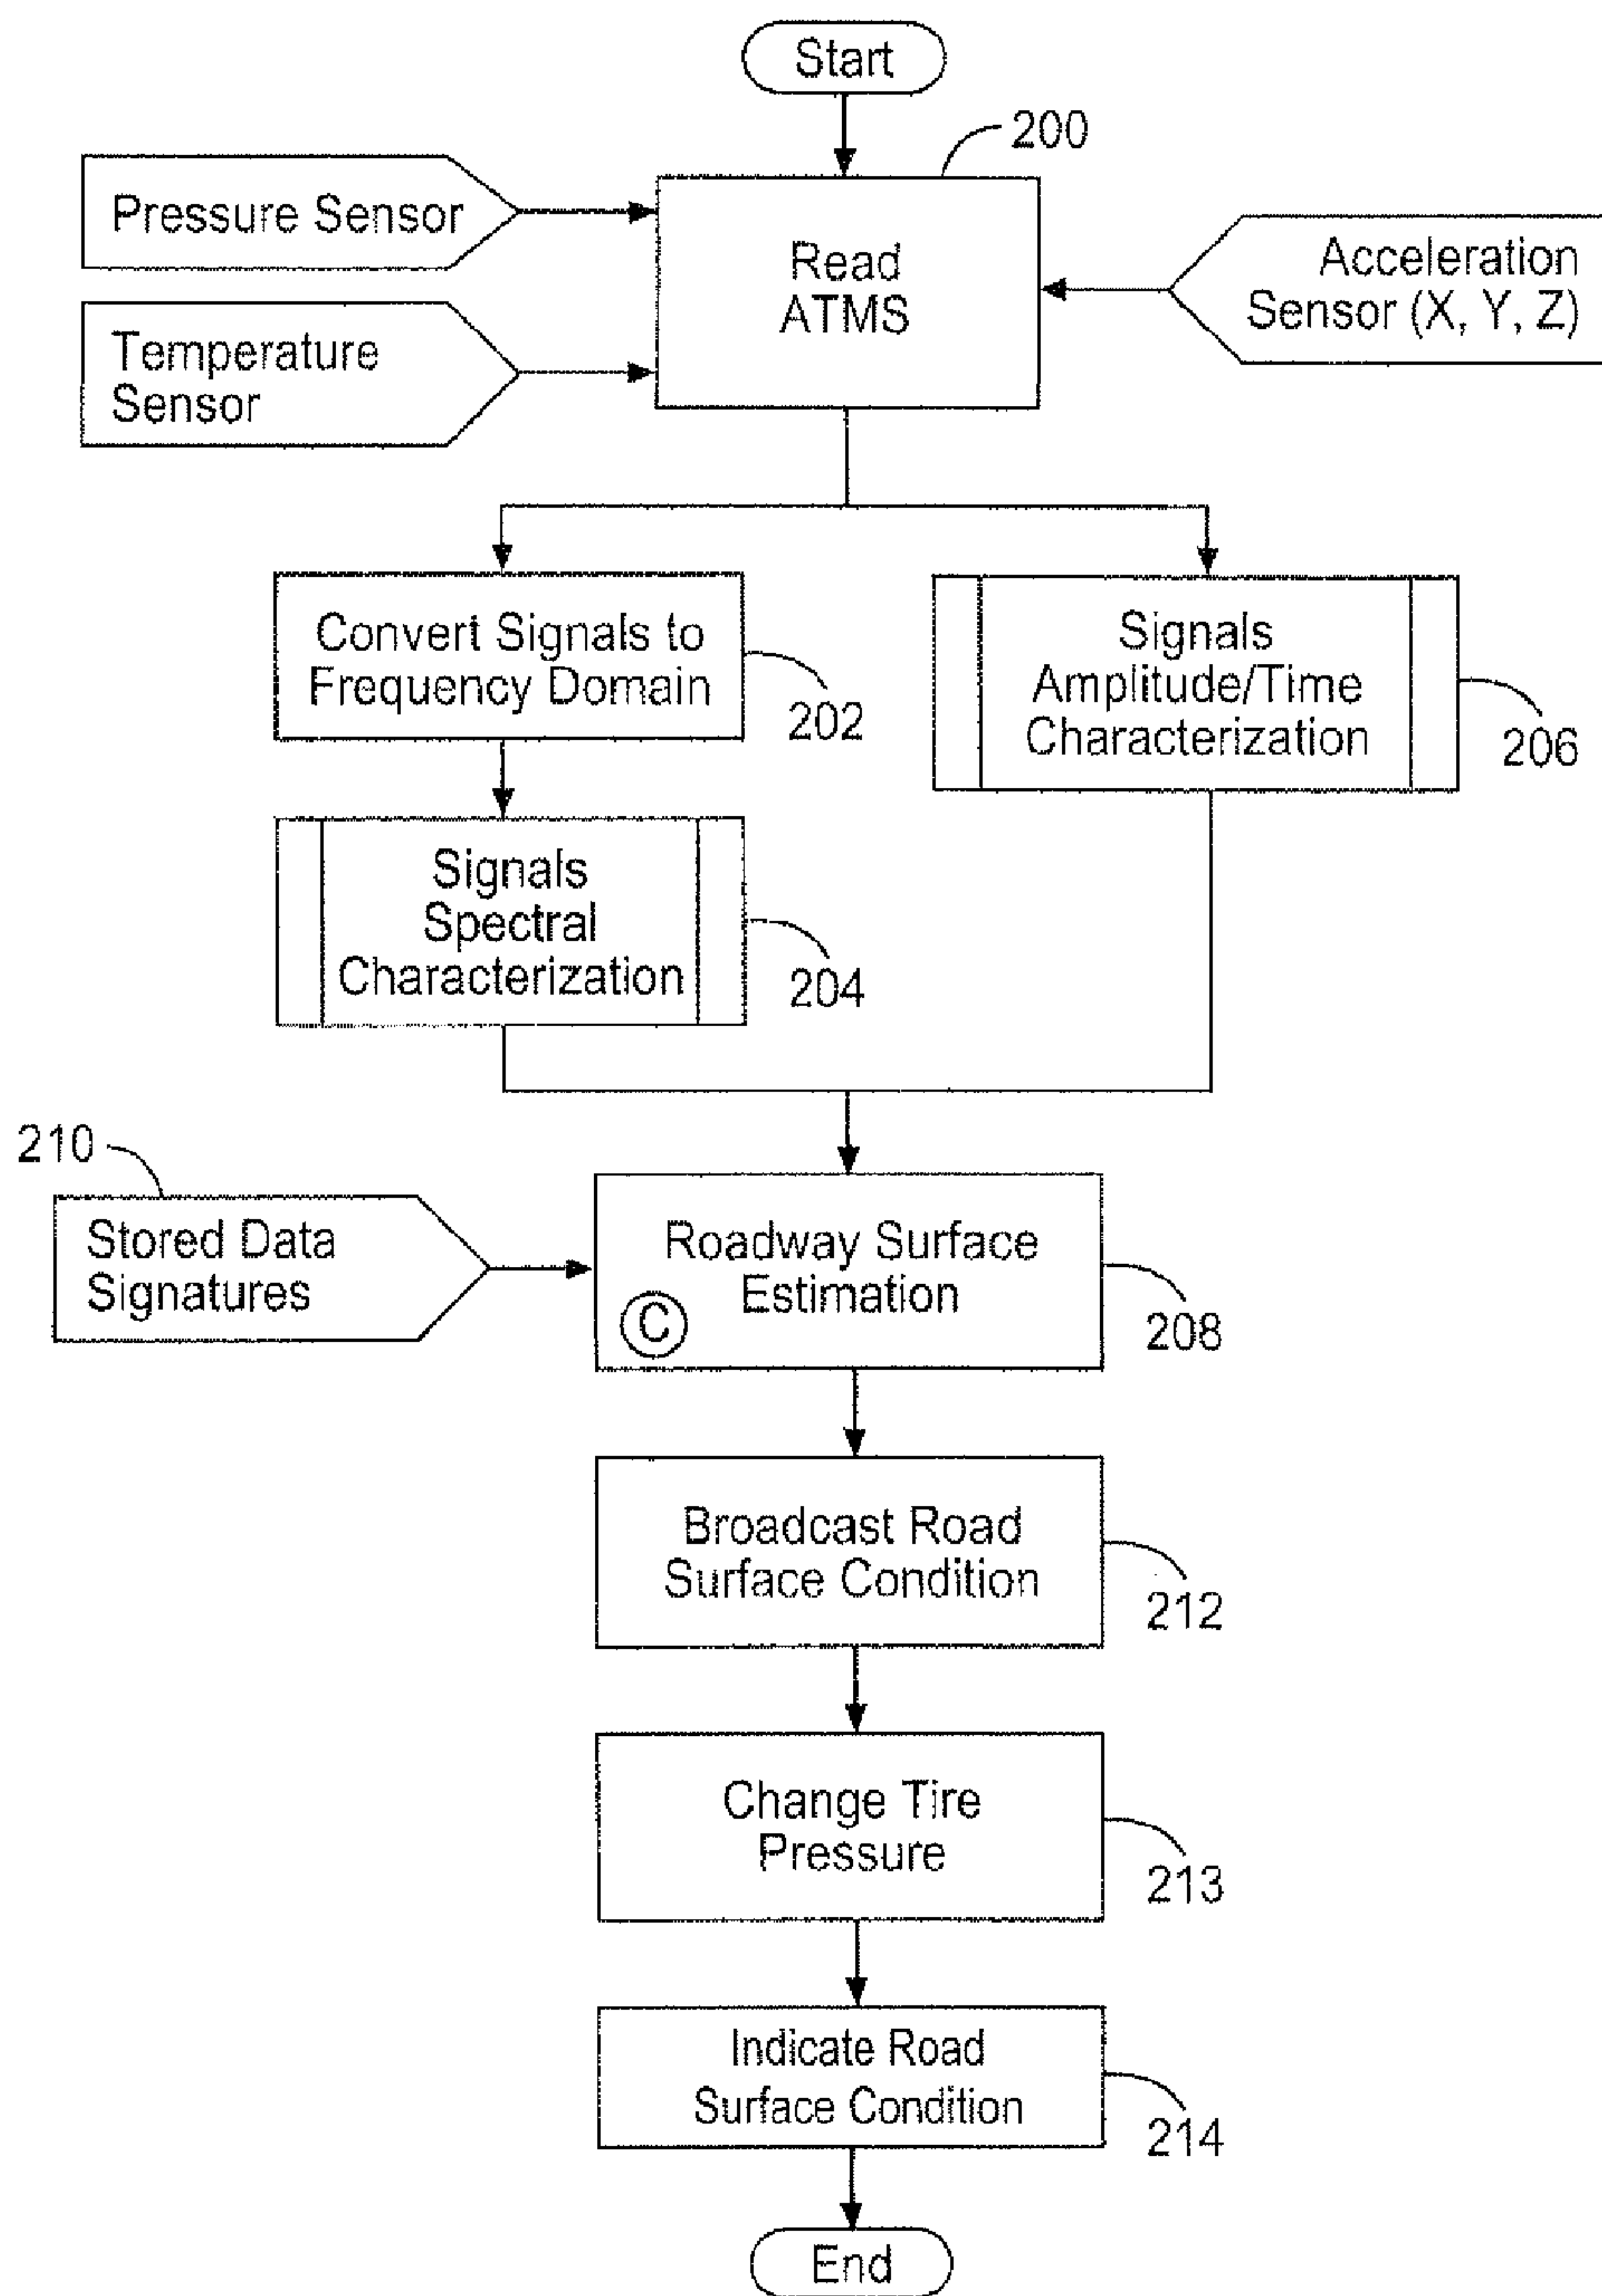 Start
200
Pressure Sensor
Read
ATMS
Acceleration
Sensor (X, Y, Z)
Temperature
Sensor
Convert Signals to
Frequency Domain
202
Signals
Amplitude/Time
Characterization
206
Signals
Spectral
Characterization
204
210
Stored Data
Signatures
Roadway Surface
Estimation
C
208
Broadcast Road
Surface Condition
212
Change Tire
Pressure
213
Indicate Road
Surface Condition
214
End